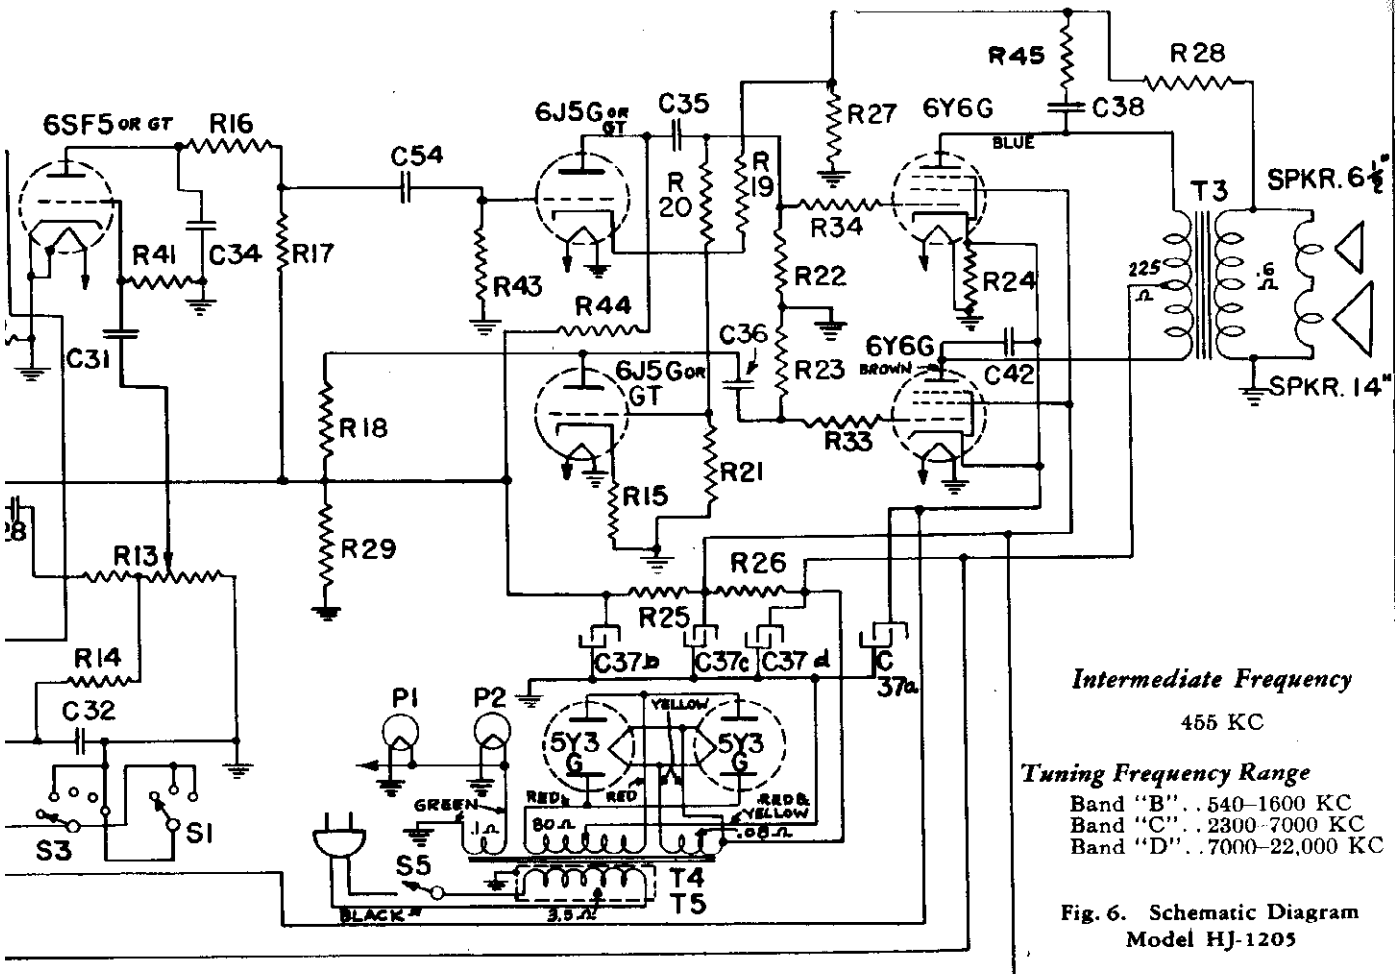 R45
R28
6SF5 OR GT
R16
6J5G OR
GT
C35
R27
6Y6G
C38
BLUE
C54
R
20
R
19
T3
SPKR. 6½"
R41
C34
R17
R43
R34
R22
R24
225
Ω
.6
Ω
R44
C31
C36
6J5G OR
GT
R23
6Y6G
BROWN
C42
SPKR. 14"
R18
R33
R21
R15
28
R13
R29
R26
R25
R14
C37b
C37c
C37d
C
37a
C32
P1
P2
YELLOW
5Y3
G
5Y3
G
Intermediate Frequency
455 KC
Tuning Frequency Range
Band "B"..540-1600 KC
Band "C"..2300-7000 KC
Band "D"..7000-22,000 KC
GREEN
RED
RED
RED &
YELLOW
.1Ω
80Ω
.08Ω
S3
S1
S5
T4
T5
"BLACK"
3.5Ω
Fig. 6. Schematic Diagram
Model HJ-1205